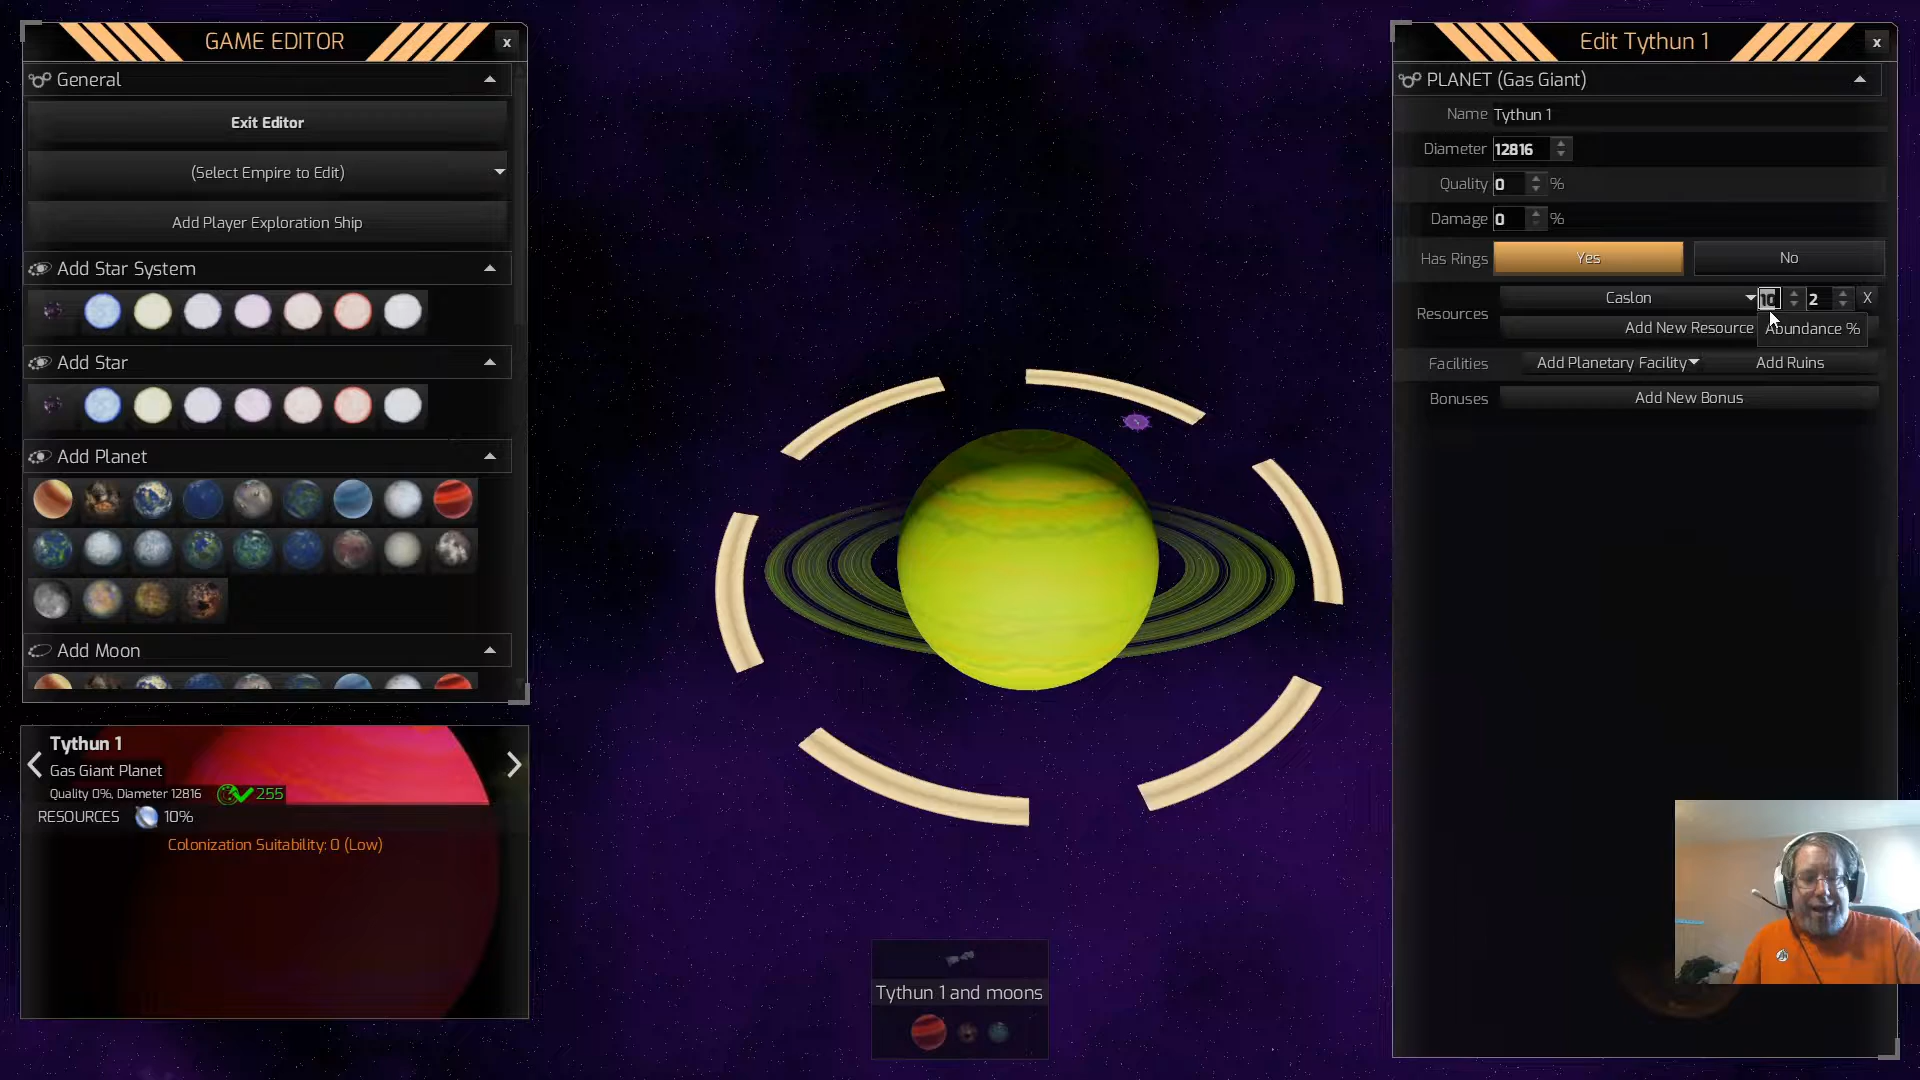 GAME EDITOR
x
General
Exit Editor
(Select Empire to Edit)
Add Player Exploration Ship
Add Star System
Add Star
Add Planet
Add Moon
Tythun 1
Gas Giant Planet
Quality 0%, Diameter 12816
255
RESOURCES
10%
Colonization Suitability: 0 (Low)
Tythun 1 and moons
Edit Tythun 1
x
PLANET (Gas Giant)
Name Tythun 1
Diameter 12816
Quality 0 %
Damage 0 %
Has Rings Yes No
Resources
Caslon 10 2 X
Add New Resource
Abundance %
Facilities Add Planetary Facility Add Ruins
Bonuses Add New Bonus